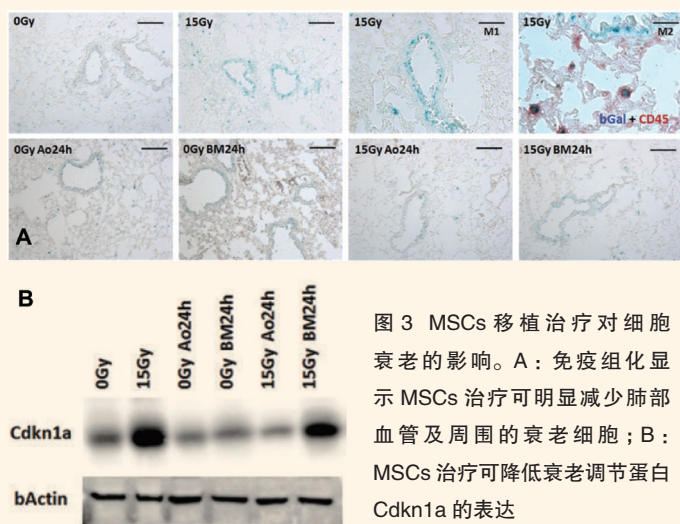 0Gy
15Gy
15Gy
M1
15Gy
M2
bGal + CD45
0Gy Ao24h
0Gy BM24h
15Gy Ao24h
15Gy BM24h
A
B
0Gy
15Gy
0Gy Ao24h
0Gy BM24h
15Gy Ao24h
15Gy BM24h
Cdkn1a
bActin
图 3 MSCs 移植治疗对细胞
衰老的影响。A：免疫组化显
示 MSCs 治疗可明显减少肺部
血管及周围的衰老细胞；B：
MSCs 治疗可降低衰老调节蛋白
Cdkn1a 的表达